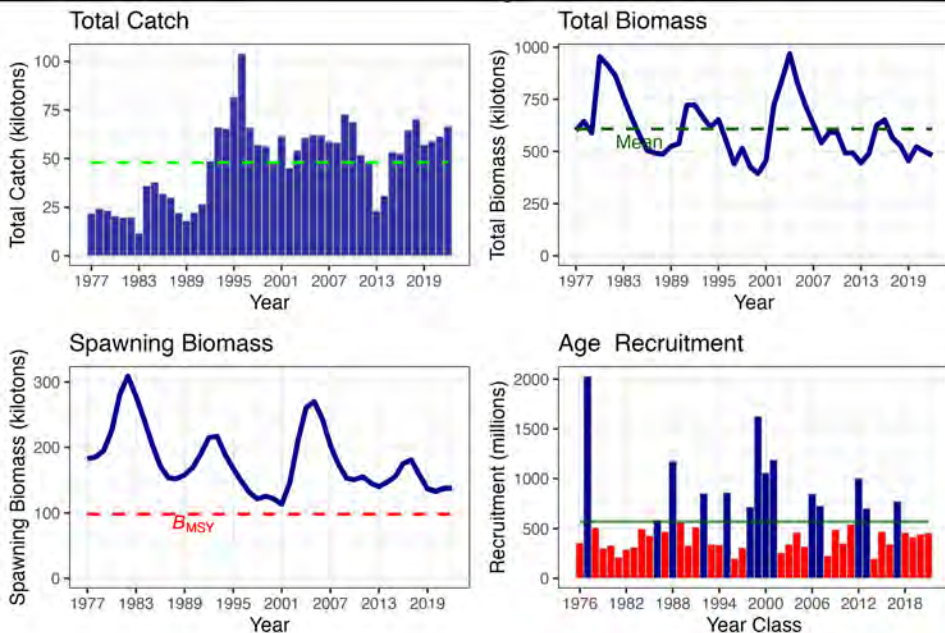 Total Catch
Total Catch (kilotons)
100
75
50
25
0
1977 1983 1989 1995 2001 2007 2013 2019
Year
Total Biomass
Total Biomass (kilotons)
1000
750
500
250
0
Mean
1977 1983 1989 1995 2001 2007 2013 2019
Year
Spawning Biomass
Spawning Biomass (kilotons)
300
200
100
0
BMSY
1977 1983 1989 1995 2001 2007 2013 2019
Year
Age Recruitment
Recruitment (millions)
2000
1500
1000
500
0
1976 1982 1988 1994 2000 2006 2012 2018
Year Class